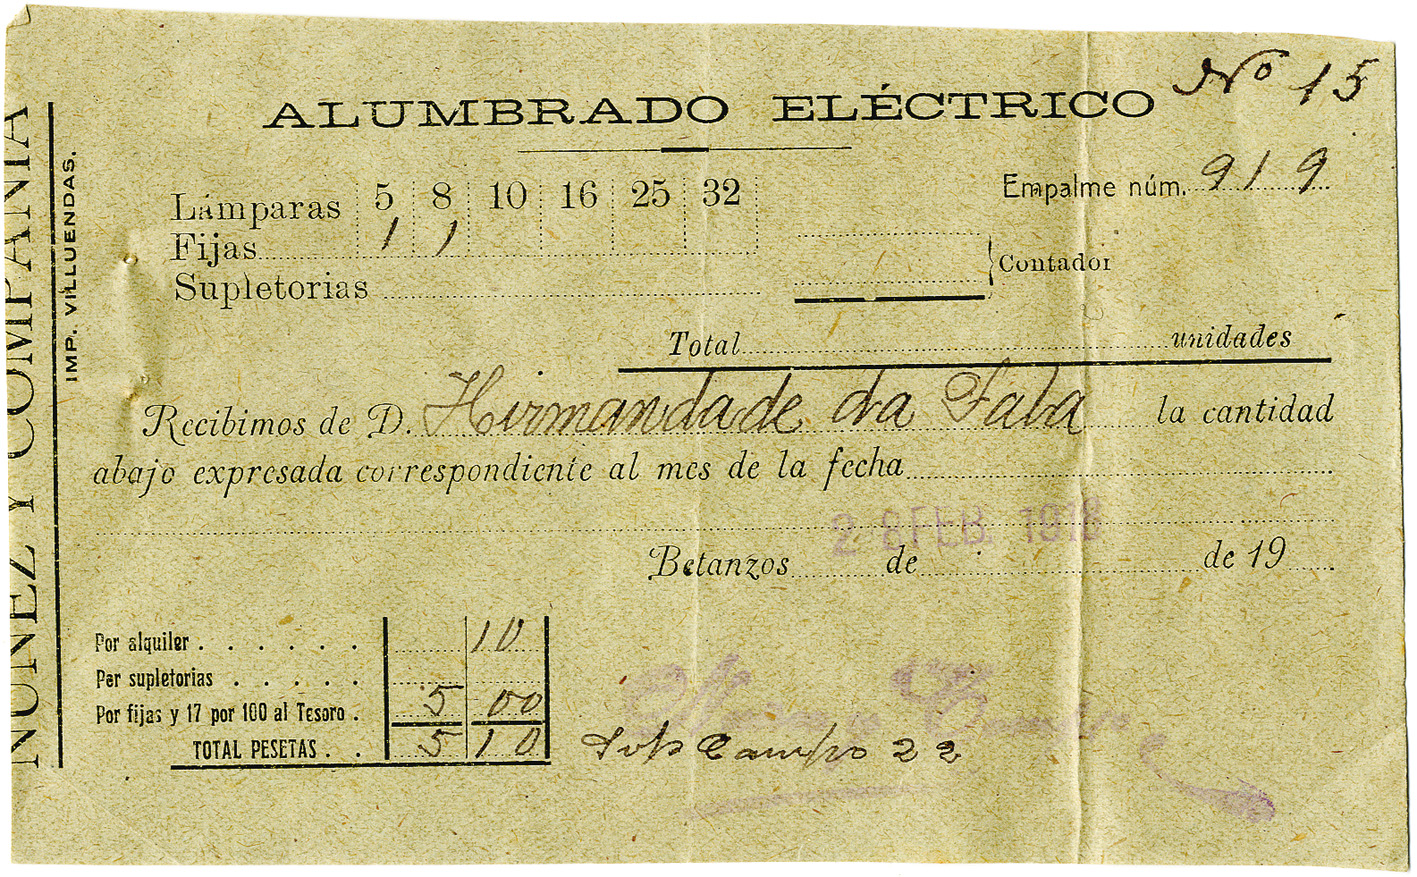 Nº 15
ALUMBRADO ELÉCTRICO
Empalme núm. 919
Lámparas 5 8 10 16 25 32
Fijas 1 1
Contador
Supletorias
Total unidades
Recibimos de D. Hirmandade da Fala la cantidad
abajo expresada correspondiente al mes de la fecha
28 FEB. 1918
Betanzos de de 19
Por alquiler 10
Por supletorias
Por fijas y 17 por 100 al Tesoro 5 00
TOTAL PESETAS 5 10
Campo 22
NÚÑEZ Y COMPAÑIA
IMP. VILLUENDAS.